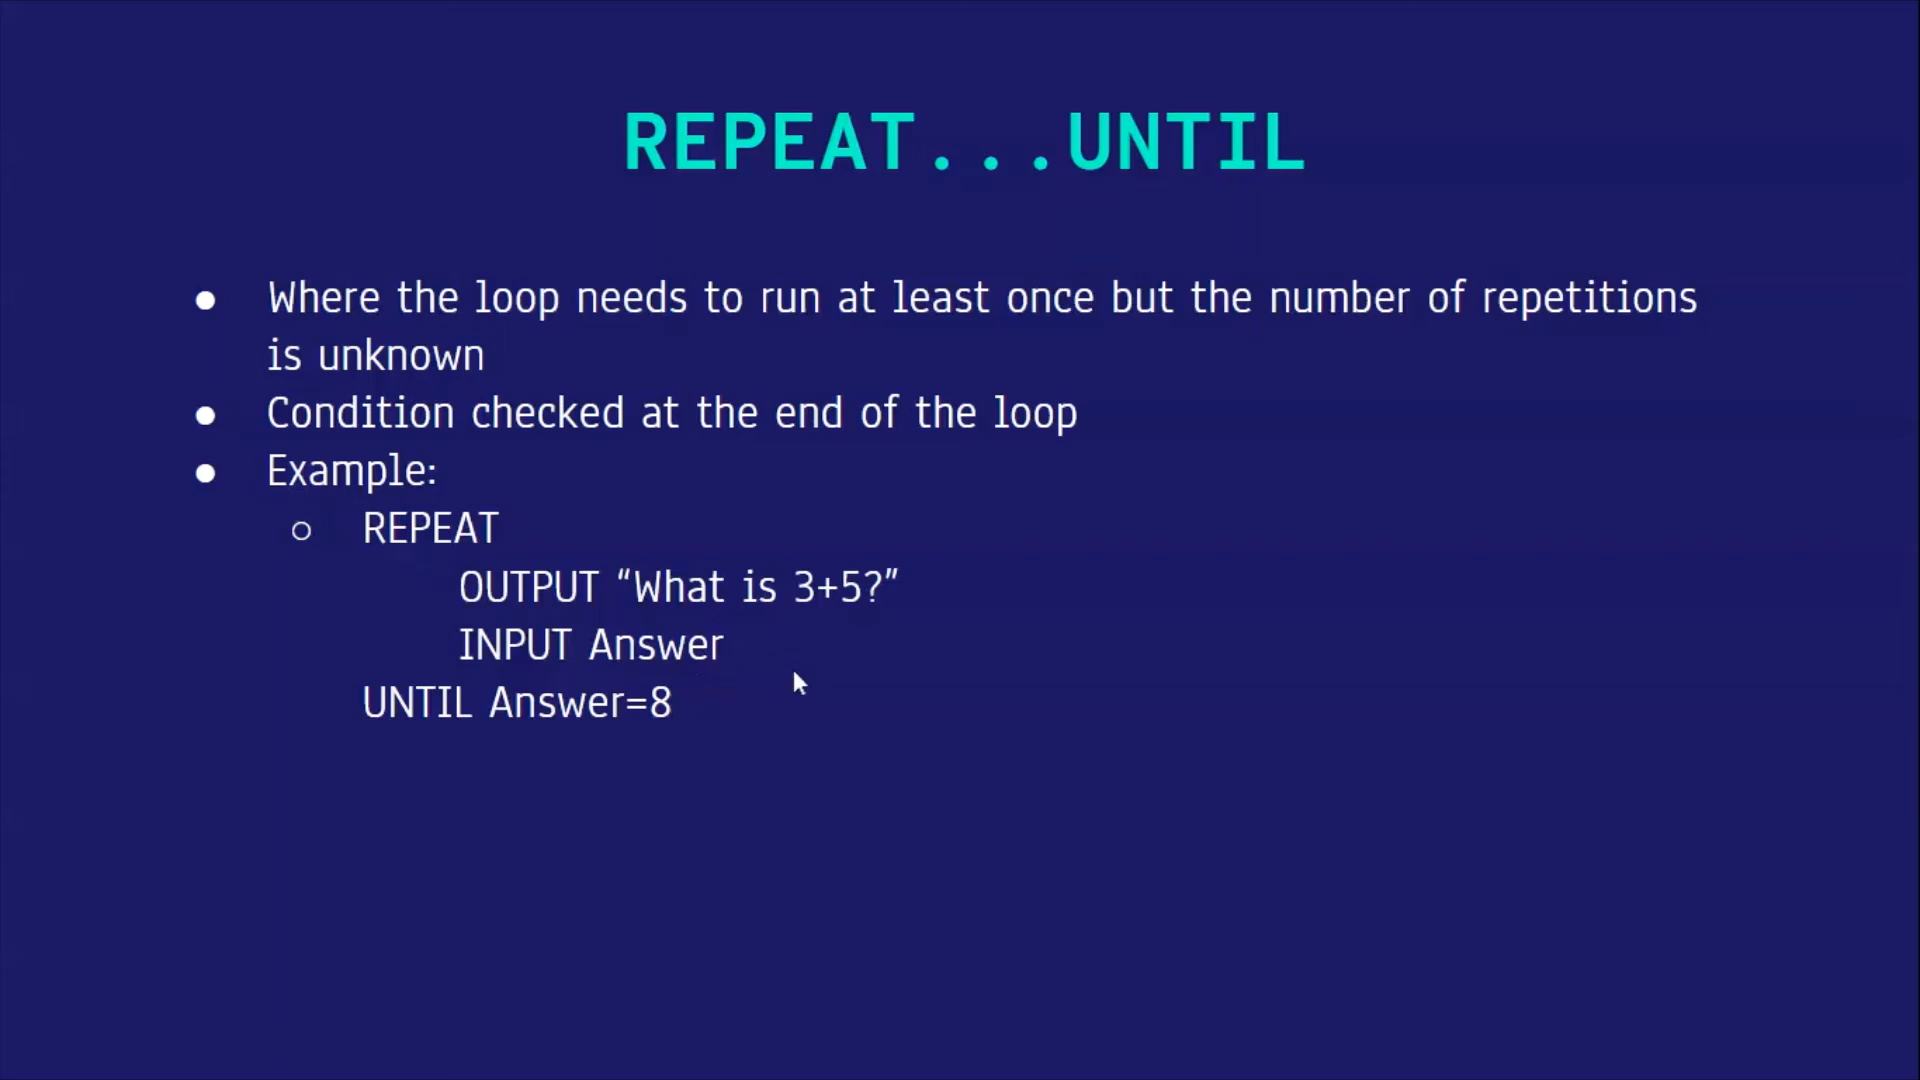 REPEAT...UNTIL
● Where the loop needs to run at least once but the number of repetitions
is unknown
● Condition checked at the end of the loop
● Example:
○ REPEAT
OUTPUT “What is 3+5?”
INPUT Answer
UNTIL Answer=8